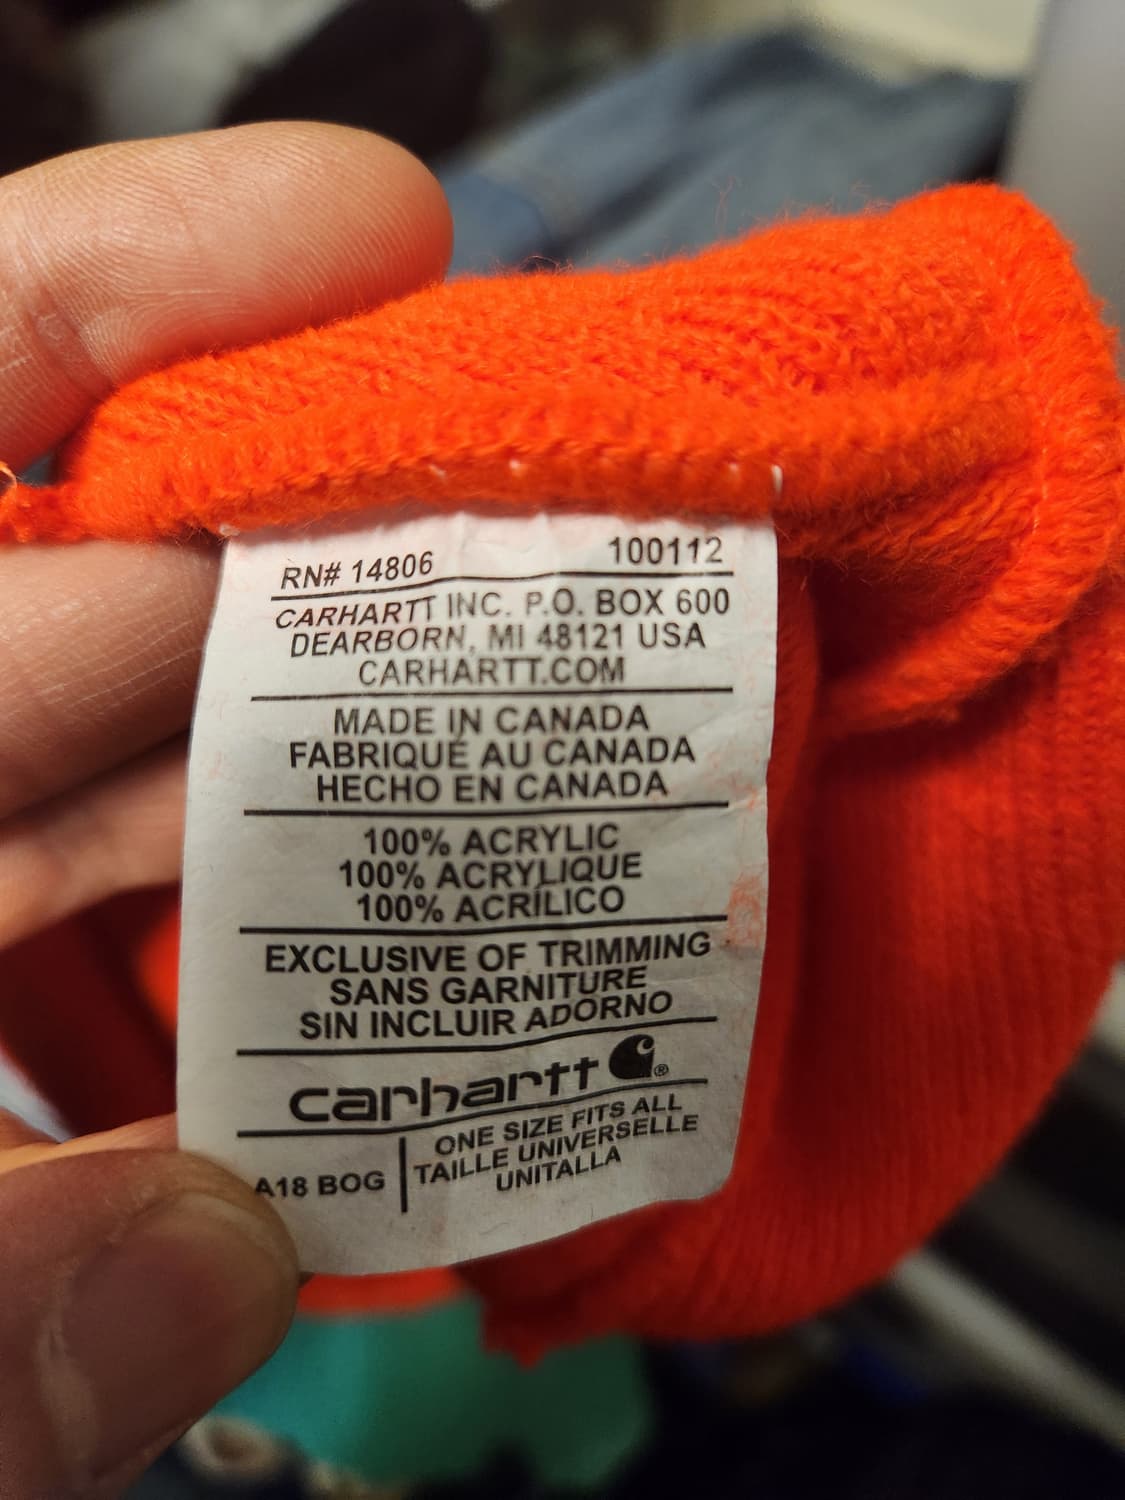 RN# 14806 100112
CARHARTT INC. P.O. BOX 600
DEARBORN, MI 48121 USA
CARHARTT.COM
MADE IN CANADA
FABRIQUÉ AU CANADA
HECHO EN CANADA
100% ACRYLIC
100% ACRYLIQUE
100% ACRÍLICO
EXCLUSIVE OF TRIMMING
SANS GARNITURE
SIN INCLUIR ADORNO
carhartt ®
A18 BOG
ONE SIZE FITS ALL
TAILLE UNIVERSELLE
UNITALLA